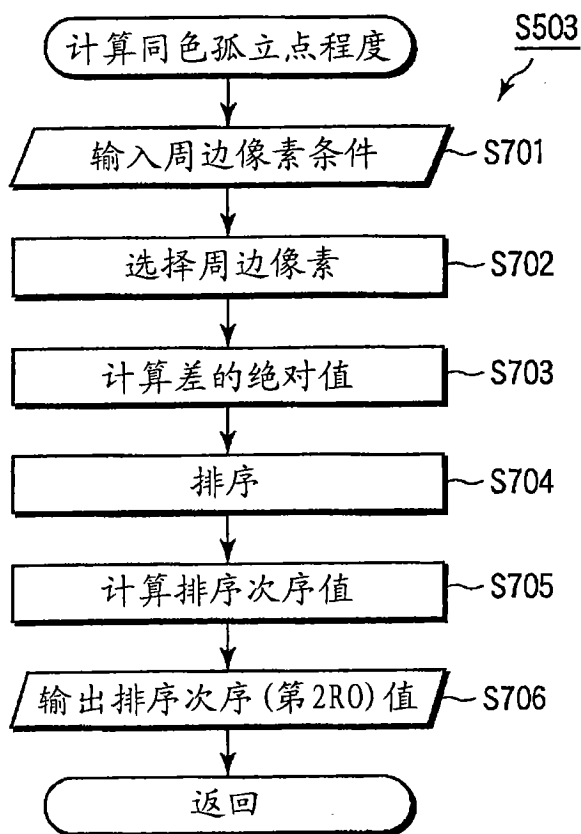 计算同色孤立点程度
S503
输入周边像素条件
S701
选择周边像素
S702
计算差的绝对值
S703
排序
S704
计算排序次序值
S705
输出排序次序(第2RO)值
S706
返回